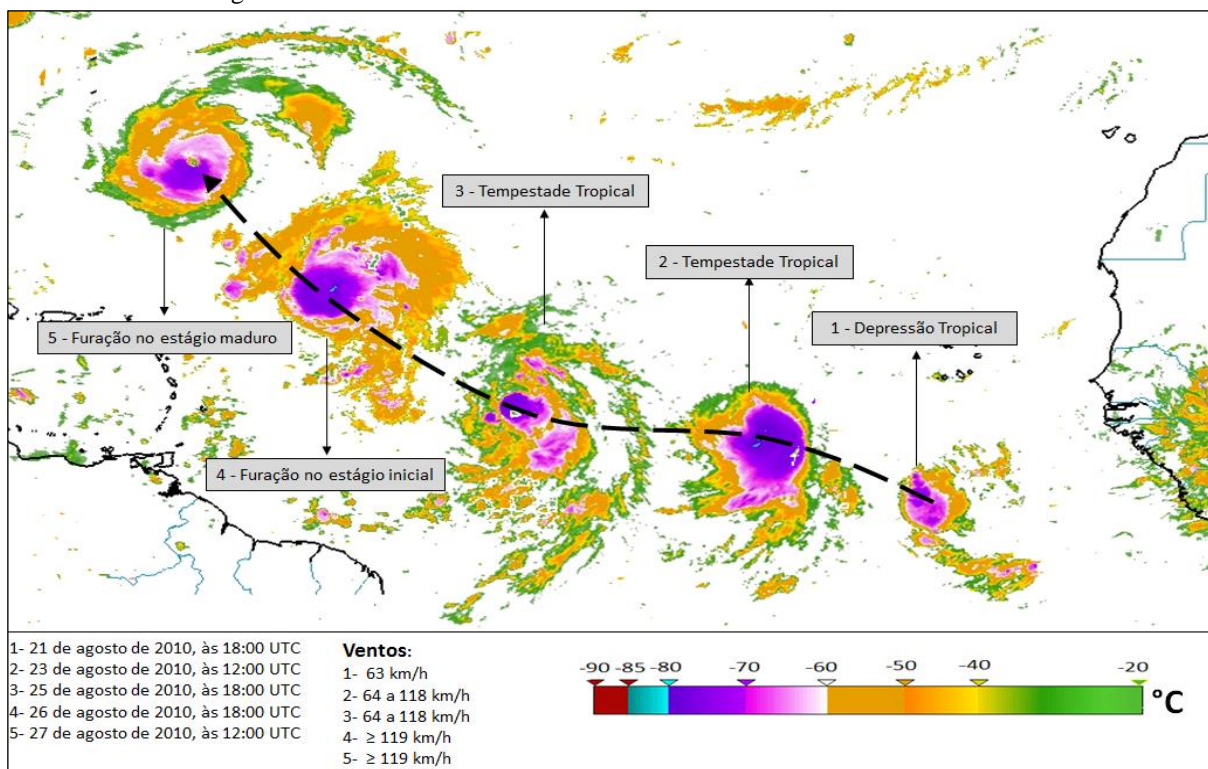 3 - Tempestade Tropical
2 - Tempestade Tropical
1 - Depressão Tropical
5 - Furação no estágio maduro
4 - Furação no estágio inicial
1- 21 de agosto de 2010, às 18:00 UTC
2- 23 de agosto de 2010, às 12:00 UTC
3- 25 de agosto de 2010, às 18:00 UTC
4- 26 de agosto de 2010, às 18:00 UTC
5- 27 de agosto de 2010, às 12:00 UTC
Ventos:
1- 63 km/h
2- 64 a 118 km/h
3- 64 a 118 km/h
4- ≥ 119 km/h
5- ≥ 119 km/h
-90 -85 -80 -70 -60 -50 -40 -20
°C